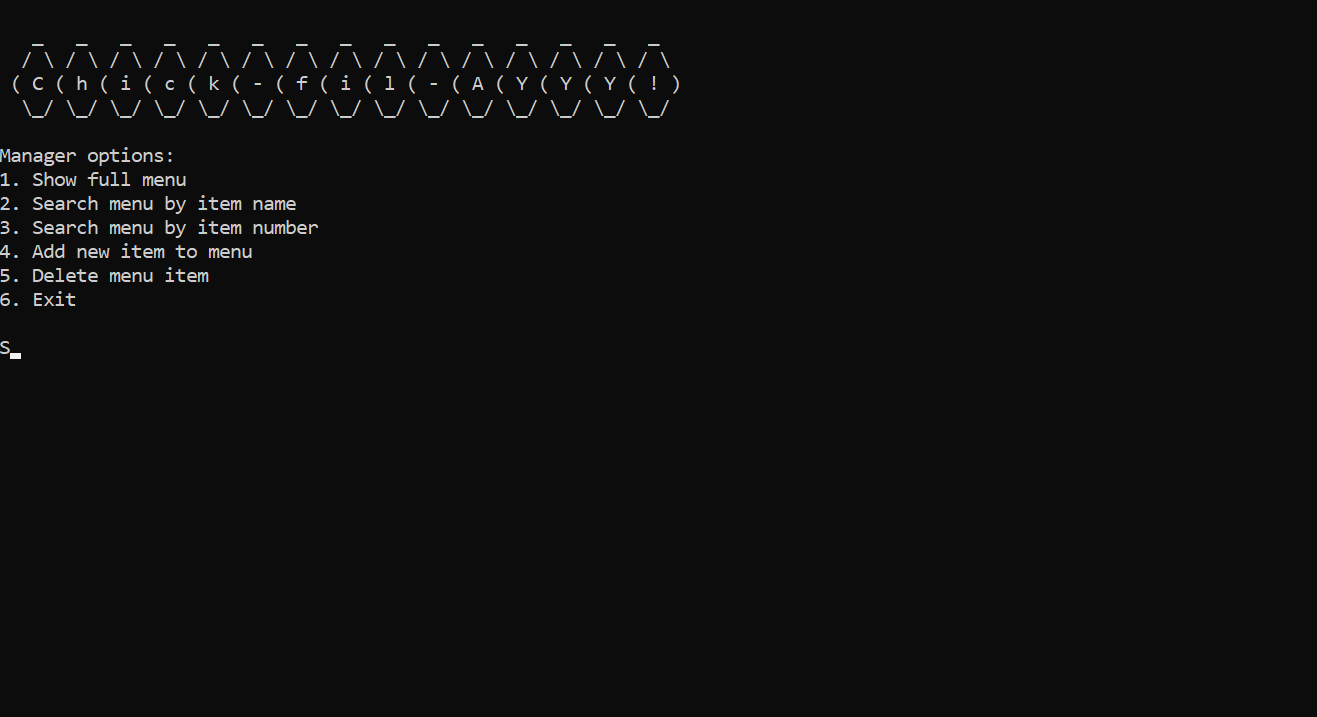 _   _   _   _   _   _   _   _   _   _   _   _   _   _   _
  / \ / \ / \ / \ / \ / \ / \ / \ / \ / \ / \ / \ / \ / \ / \
 ( C ( h ( i ( c ( k ( - ( f ( i ( l ( - ( A ( Y ( Y ( Y ( ! )
  \_/ \_/ \_/ \_/ \_/ \_/ \_/ \_/ \_/ \_/ \_/ \_/ \_/ \_/ \_/
Manager options:
1. Show full menu
2. Search menu by item name
3. Search menu by item number
4. Add new item to menu
5. Delete menu item
6. Exit
S